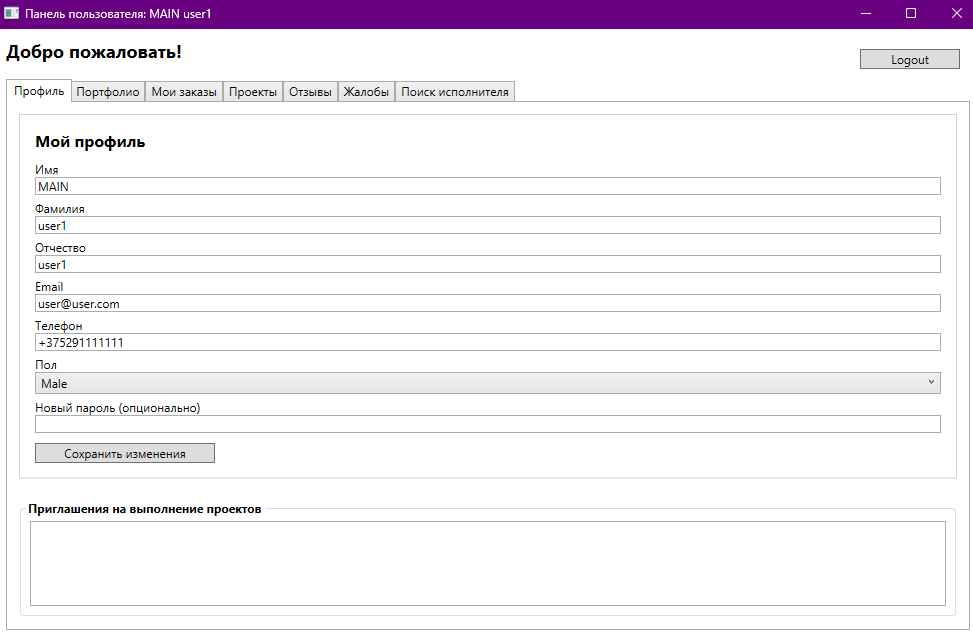 Панель пользователя: MAIN user1
Добро пожаловать!
Logout
Профиль Портфолио Мои заказы Проекты Отзывы Жалобы Поиск исполнителя
Мой профиль
Имя
MAIN
Фамилия
user1
Отчество
user1
Email
user@user.com
Телефон
+375291111111
Пол
Male
Новый пароль (опционально)
Сохранить изменения
Приглашения на выполнение проектов